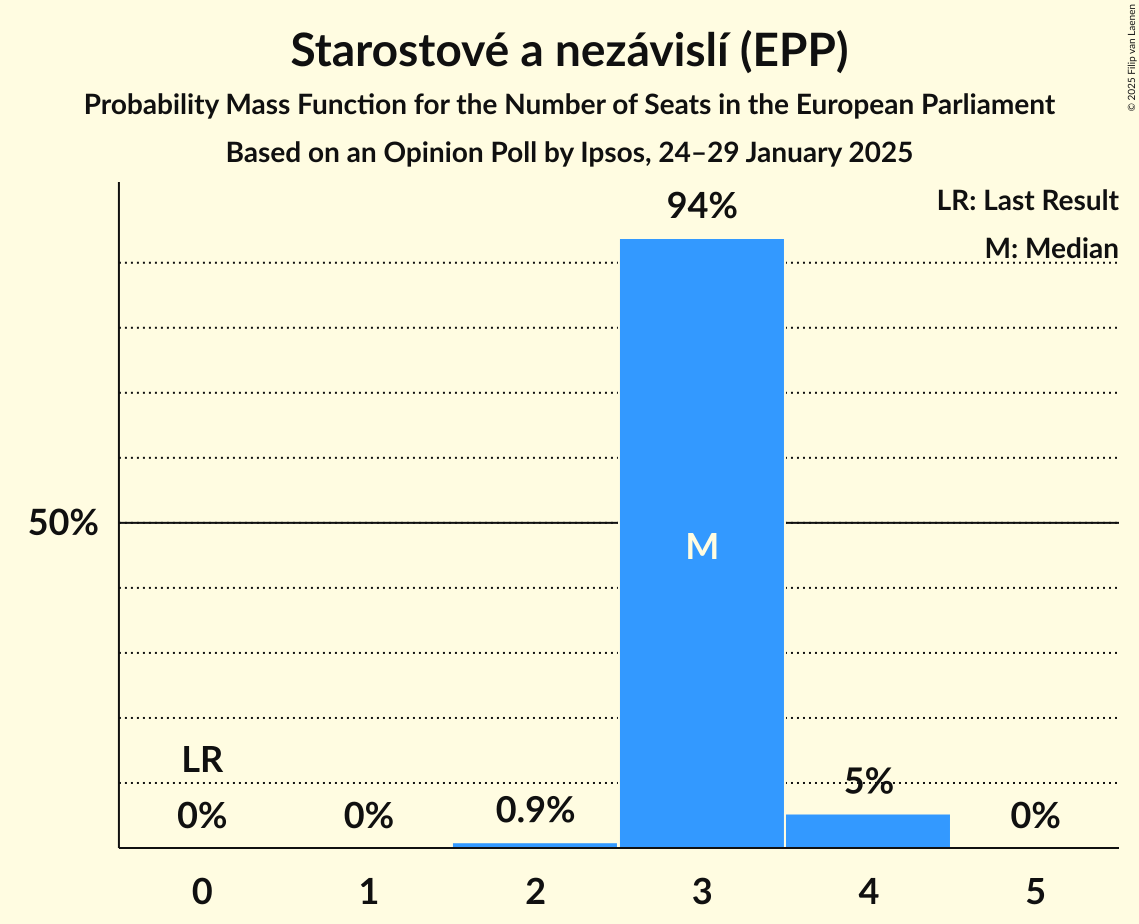 Starostové a nezávislí (EPP)
Probability Mass Function for the Number of Seats in the European Parliament
Based on an Opinion Poll by Ipsos, 24–29 January 2025
© 2025 Filip van Laenen
LR: Last Result
M: Median
94%
50%
M
LR
0%
0%
0.9%
5%
0%
0
1
2
3
4
5